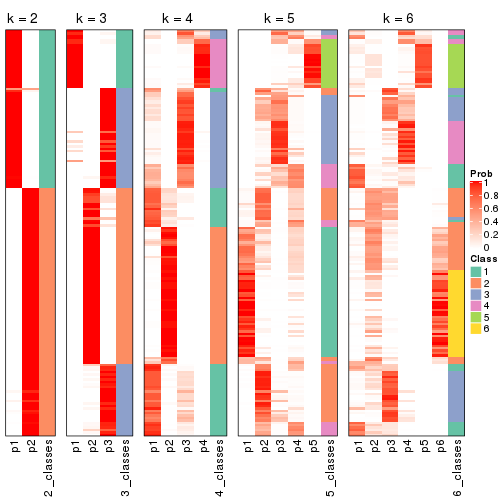 k = 2
k = 3
k = 4
k = 5
k = 6
Prob
1
0.8
0.6
0.4
0.2
0
Class
1
2
3
4
5
6
p1
p2
2_classes
p1
p2
p3
3_classes
p1
p2
p3
p4
4_classes
p1
p2
p3
p4
p5
5_classes
p1
p2
p3
p4
p5
p6
6_classes